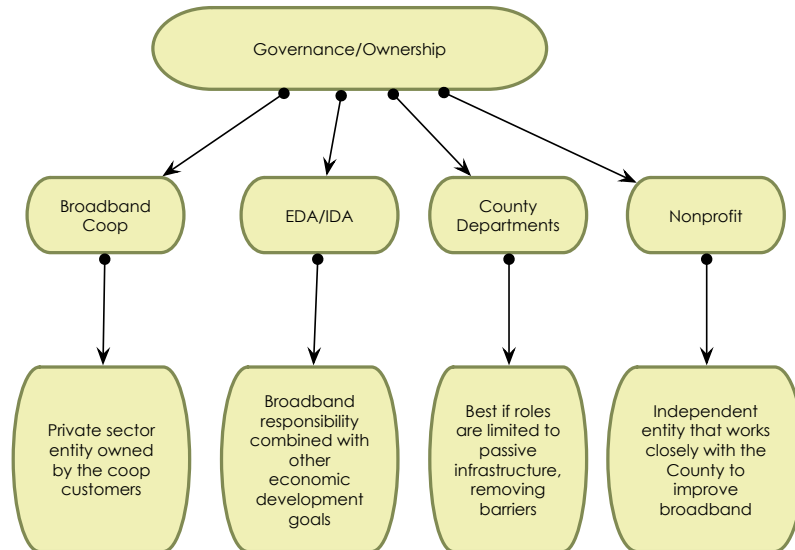 Governance/Ownership
Broadband
Coop
EDA/IDA
County
Departments
Nonprofit
Private sector
entity owned
by the coop
customers
Broadband
responsibility
combined with
other
economic
development
goals
Best if roles
are limited to
passive
infrastructure,
removing
barriers
Independent
entity that works
closely with the
County to
improve
broadband